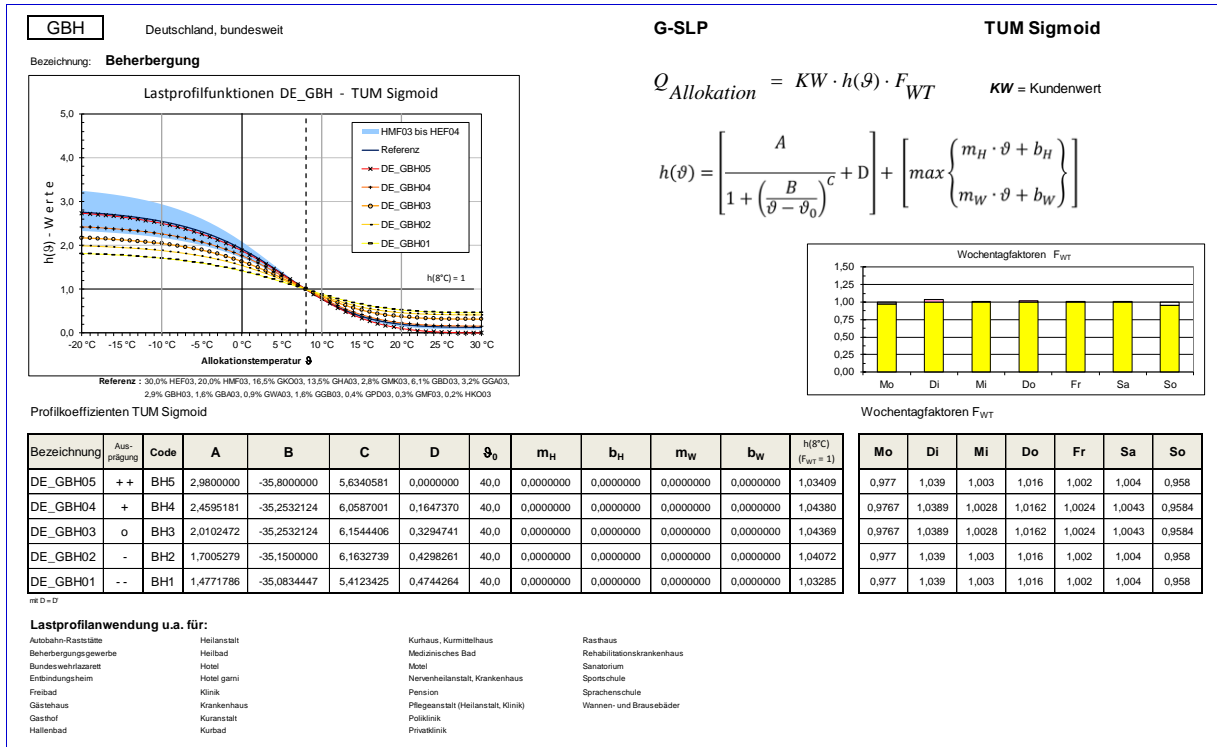 GBH Deutschland, bundesweit G-SLP TUM Sigmoid
Bezeichnung: Beherbergung
Lastprofilfunktionen DE_GBH - TUM Sigmoid
h(ϑ) - Werte
5,0
4,0
3,0
2,0
1,0
0,0
-20 °C -15 °C -10 °C -5 °C 0 °C 5 °C 10 °C 15 °C 20 °C 25 °C 30 °C
Allokationstemperatur ϑ
HMF03 bis HEF04
Referenz
DE_GBH05
DE_GBH04
DE_GBH03
DE_GBH02
DE_GBH01
h(8°C) = 1
Referenz : 30,0% HEF03, 20,0% HMF03, 16,5% GKO03, 13,5% GHA03, 2,8% GMK03, 6,1% GBD03, 3,2% GGA03,
2,9% GBH03, 1,6% GBA03, 0,9% GWA03, 1,6% GGB03, 0,4% GPD03, 0,3% GMF03, 0,2% HKO03
Q_Allokation = KW · h(ϑ) · F_WT KW = Kundenwert
h(ϑ) = [A / (1 + (B / (ϑ − ϑ0))^C) + D] + [max {m_H · ϑ + b_H; m_W · ϑ + b_W}]
Wochentagfaktoren F_WT
1,50
1,25
1,00
0,75
0,50
0,25
0,00
Mo Di Mi Do Fr Sa So
Profilkoeffizienten TUM Sigmoid
Bezeichnung Aus-prägung Code A B C D ϑ0 m_H b_H m_W b_W h(8°C) (F_WT = 1)
DE_GBH05 + + BH5 2,9800000 -35,8000000 5,6340581 0,0000000 40,0 0,0000000 0,0000000 0,0000000 0,0000000 1,03409
DE_GBH04 + BH4 2,4595181 -35,2532124 6,0587001 0,1647370 40,0 0,0000000 0,0000000 0,0000000 0,0000000 1,04380
DE_GBH03 o BH3 2,0102472 -35,2532124 6,1544406 0,3294741 40,0 0,0000000 0,0000000 0,0000000 0,0000000 1,04369
DE_GBH02 - BH2 1,7005279 -35,1500000 6,1632739 0,4298261 40,0 0,0000000 0,0000000 0,0000000 0,0000000 1,04072
DE_GBH01 - - BH1 1,4771786 -35,0834447 5,4123425 0,4744264 40,0 0,0000000 0,0000000 0,0000000 0,0000000 1,03285
mit D = D'
Wochentagfaktoren F_WT
Mo Di Mi Do Fr Sa So
0,977 1,039 1,003 1,016 1,002 1,004 0,958
0,9767 1,0389 1,0028 1,0162 1,0024 1,0043 0,9584
0,9767 1,0389 1,0028 1,0162 1,0024 1,0043 0,9584
0,977 1,039 1,003 1,016 1,002 1,004 0,958
0,977 1,039 1,003 1,016 1,002 1,004 0,958
Lastprofilanwendung u.a. für:
Autobahn-Raststätte
Beherbergungsgewerbe
Bundeswehrlazarett
Entbindungsheim
Freibad
Gästehaus
Gasthof
Hallenbad
Heilanstalt
Heilbad
Hotel
Hotel garni
Klinik
Krankenhaus
Kuranstalt
Kurbad
Kurhaus, Kurmittelhaus
Medizinisches Bad
Motel
Nervenheilanstalt, Krankenhaus
Pension
Pflegeanstalt (Heilanstalt, Klinik)
Poliklinik
Privatklinik
Rasthaus
Rehabilitationskrankenhaus
Sanatorium
Sportschule
Sprachenschule
Wannen- und Brausebäder